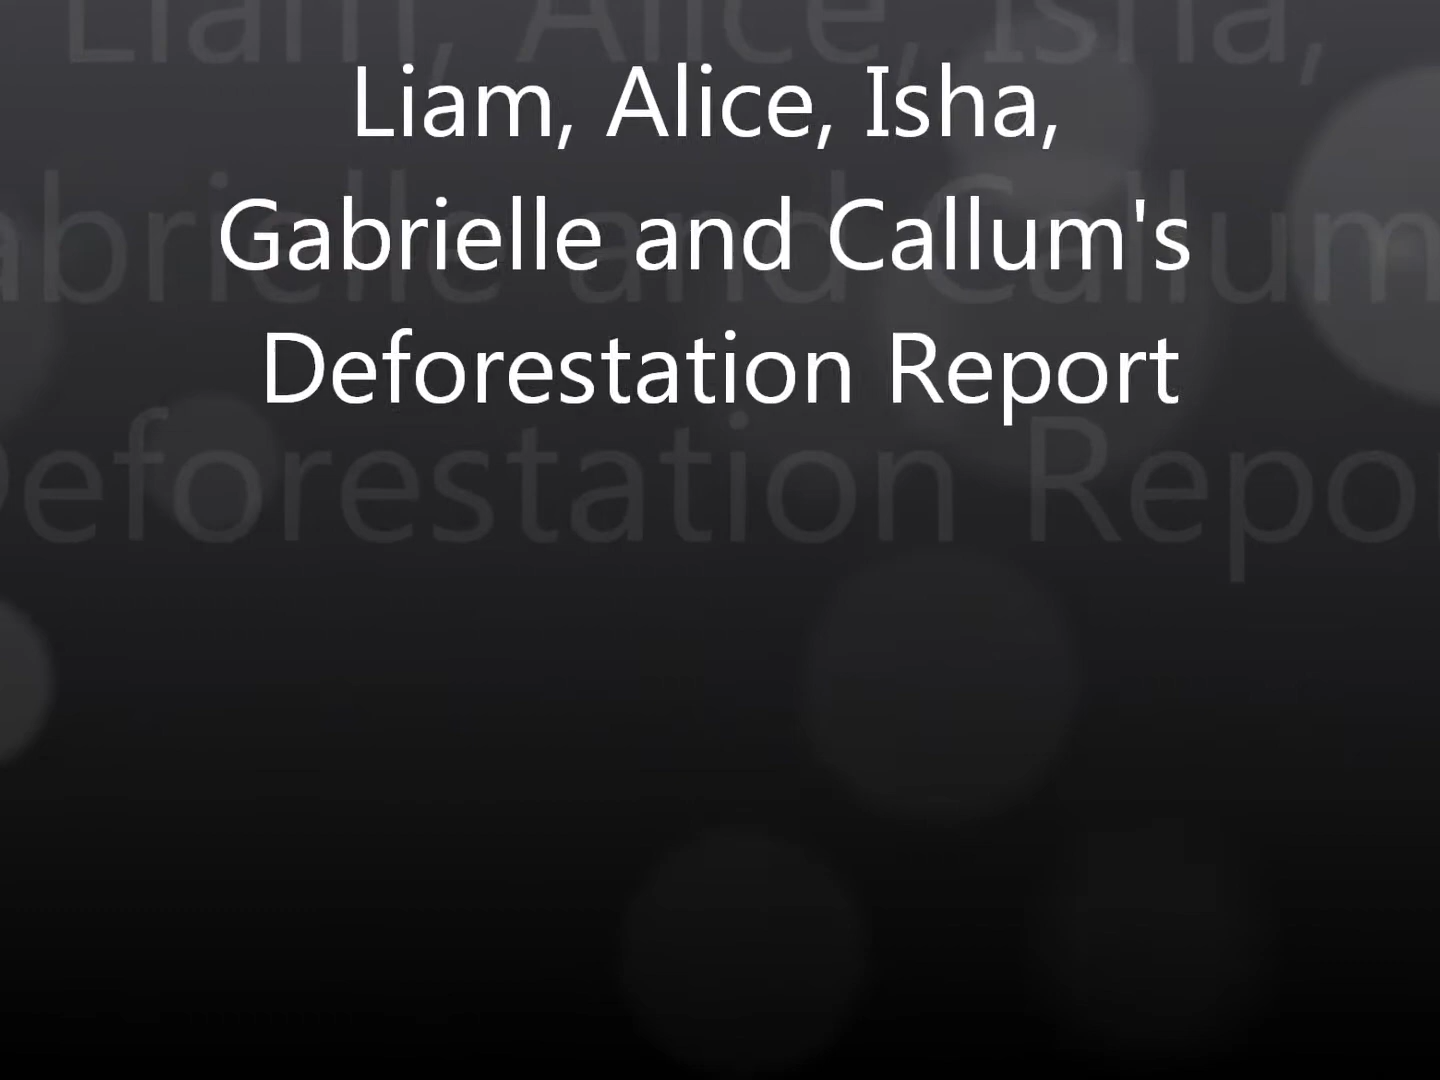 Liam, Alice, Isha,
Gabrielle and Callum's
Deforestation Report